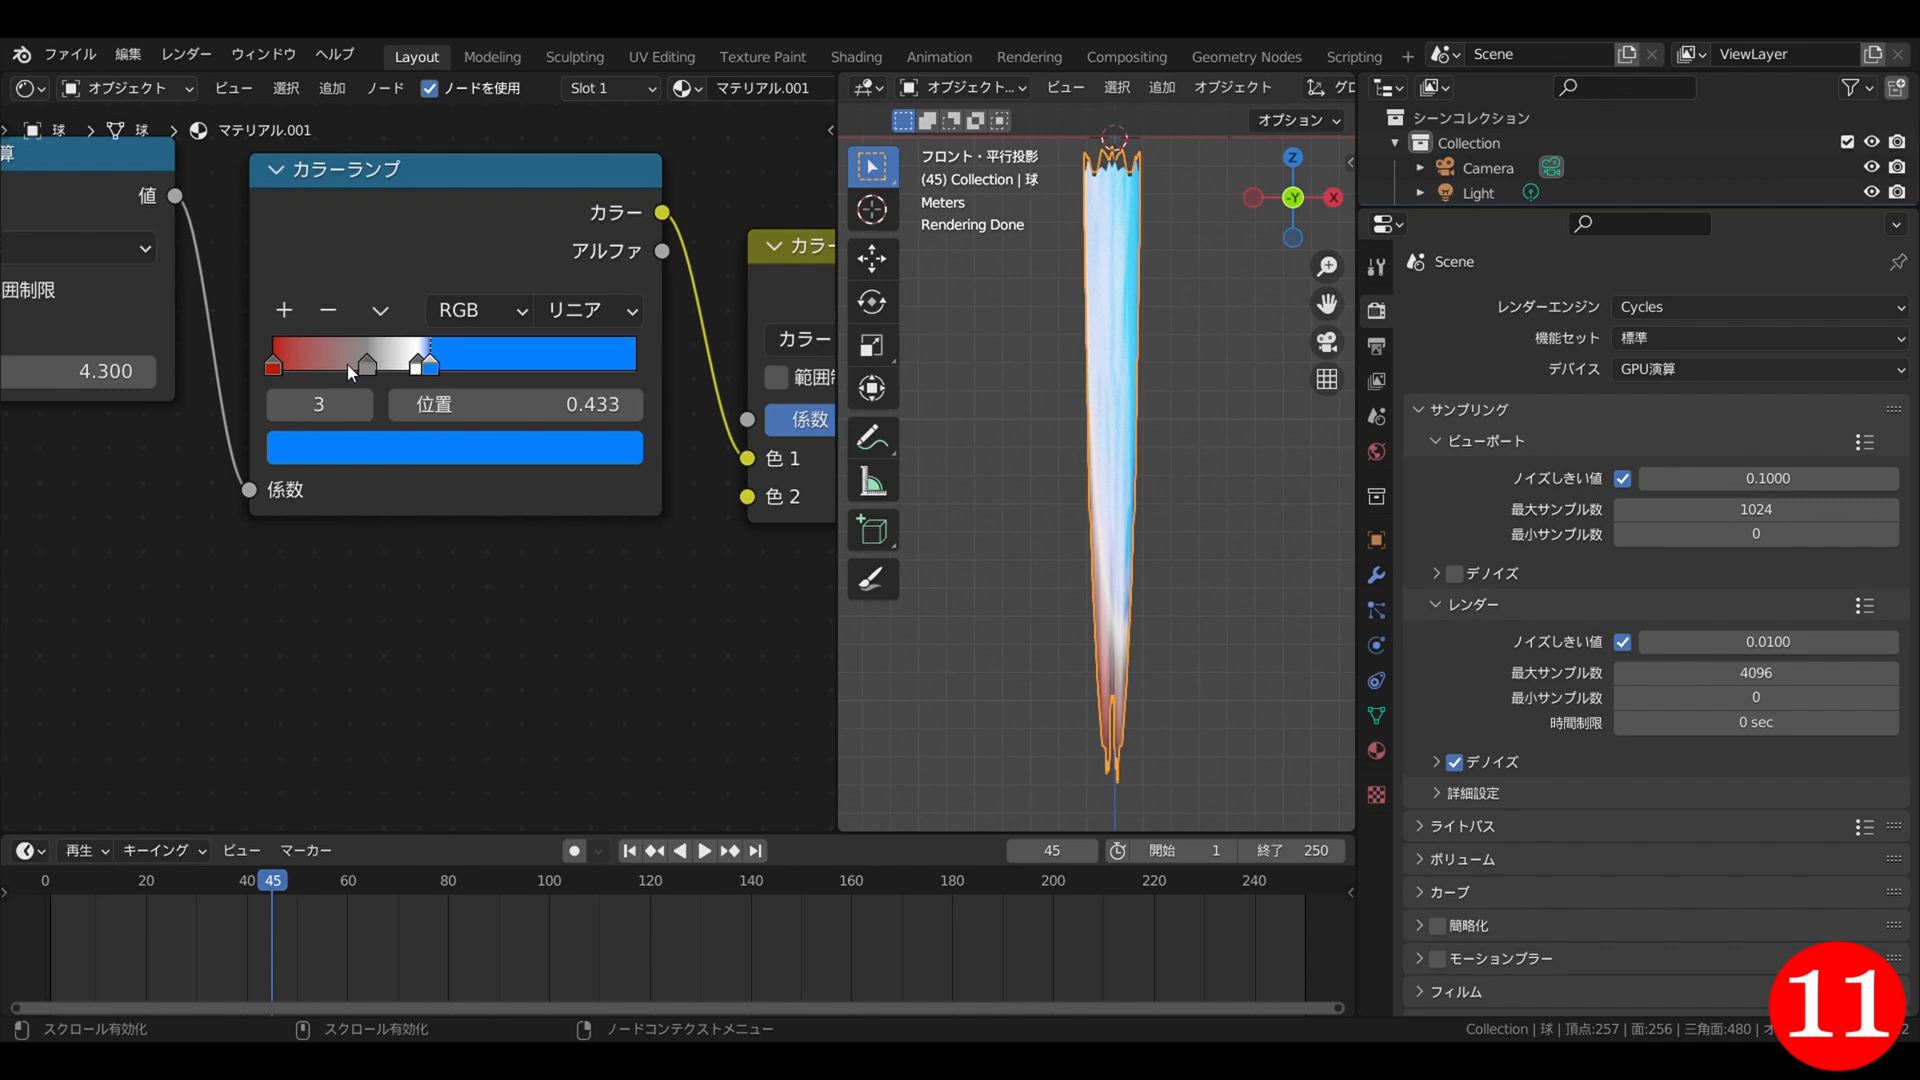 ファイル 編集 レンダー ウィンドウ ヘルプ Layout Modeling Sculpting UV Editing Texture Paint Shading Animation Rendering Compositing Geometry Nodes Scripting Scene ViewLayer
オブジェクト ビュー 選択 追加 ノード ノードを使用 Slot 1 マテリアル.001
球 球 マテリアル.001
算
値
囲制限
4.300
カラーランプ
カラー
アルファ
RGB リニア
3 位置 0.433
係数
カラー
カラー
範囲制
係数
色 1
色 2
オブジェクト... ビュー 選択 追加 オブジェクト グロ
オプション
フロント・平行投影
(45) Collection | 球
Meters
Rendering Done
Z
-Y X
シーンコレクション
Collection
Camera
Light
Scene
レンダーエンジン Cycles
機能セット 標準
デバイス GPU演算
サンプリング
ビューポート
ノイズしきい値 0.1000
最大サンプル数 1024
最小サンプル数 0
デノイズ
レンダー
ノイズしきい値 0.0100
最大サンプル数 4096
最小サンプル数 0
時間制限 0 sec
デノイズ
詳細設定
ライトパス
ボリューム
カーブ
簡略化
モーションブラー
フィルム
再生 キーイング ビュー マーカー 45 開始 1 終了 250
0 20 40 45 60 80 100 120 140 160 180 200 220 240
スクロール有効化 スクロール有効化 ノードコンテクストメニュー Collection | 球 | 頂点:257 | 面:256 | 三角面:480 | オ
11